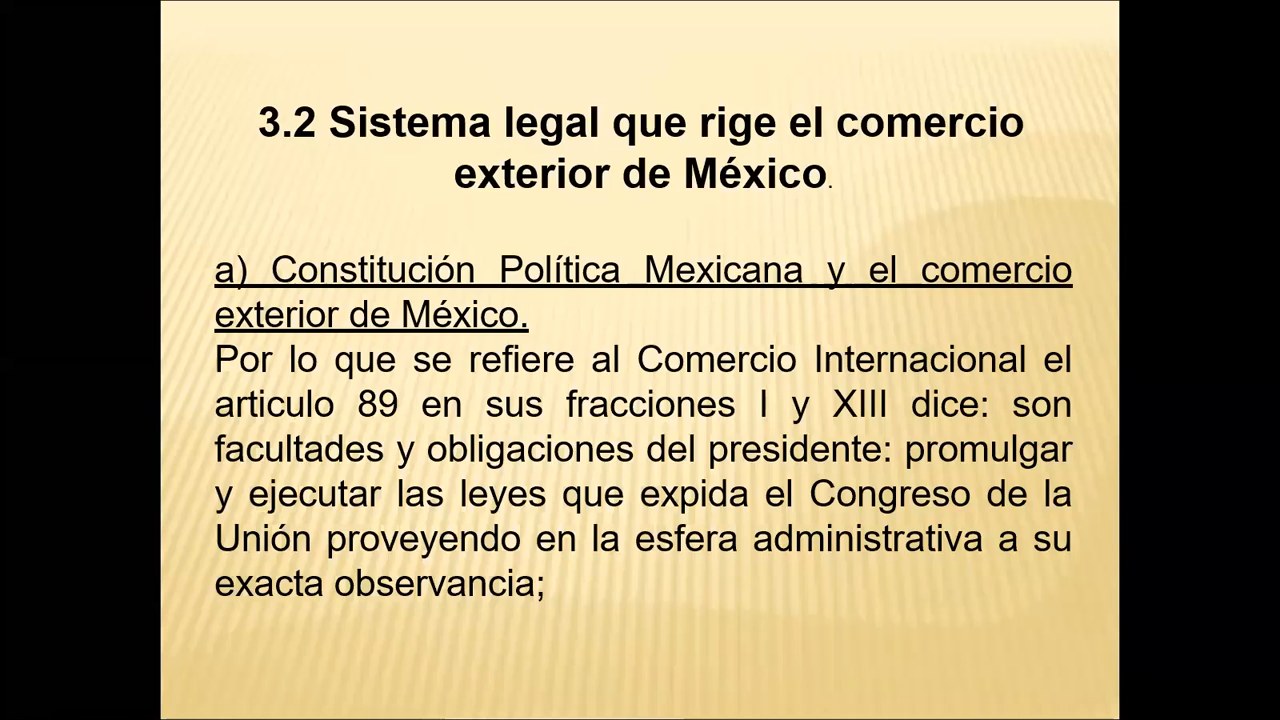 3.2 Sistema legal que rige el comercio
exterior de México.
a) Constitución Política Mexicana y el comercio
exterior de México.
Por lo que se refiere al Comercio Internacional el
articulo 89 en sus fracciones I y XIII dice: son
facultades y obligaciones del presidente: promulgar
y ejecutar las leyes que expida el Congreso de la
Unión proveyendo en la esfera administrativa a su
exacta observancia;